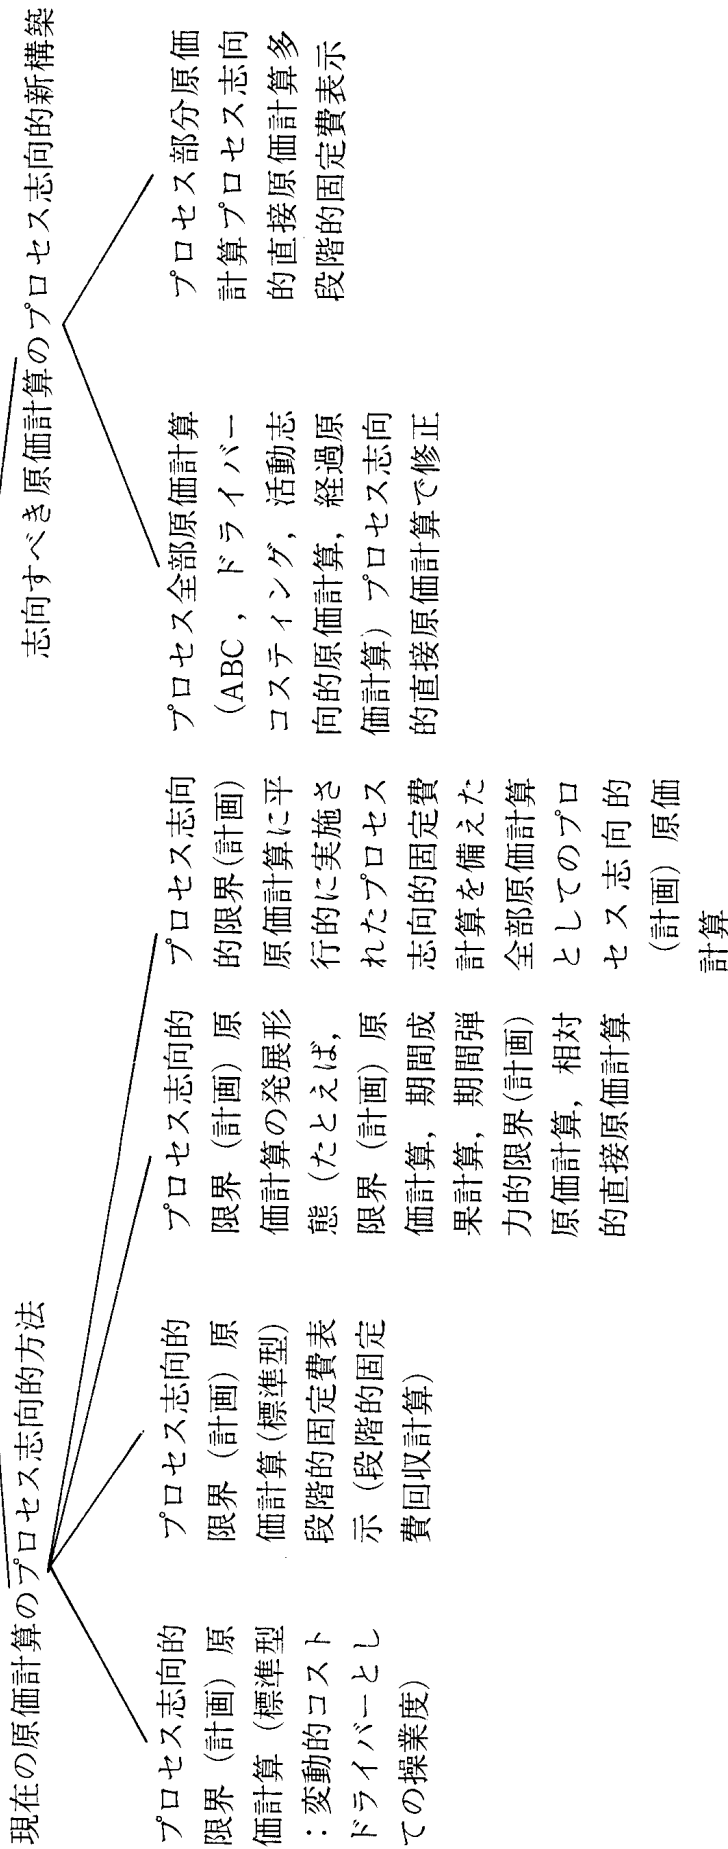 現在の原価計算のプロセス志向的方法
プロセス志向的
限界（計画）原
価計算（標準型
：変動的コスト
ドライバーとし
ての操業度）
プロセス志向的
限界（計画）原
価計算（標準型）
段階的固定費表
示（段階的固定
費回収計算）
プロセス志向的
限界（計画）原
価計算の発展形
態（たとえば，
限界（計画）原
価計算，期間成
果計算，期間弾
力的限界（計画）
原価計算，相対
的直接原価計算
プロセス志向
的限界（計画）
原価計算に平
行的に実施さ
れたプロセス
志向的固定費
計算を備えた
全部原価計算
としてのプロ
セス志向的
（計画）原価
計算
志向すべき原価計算のプロセス志向的新構築
プロセス全部原価計算
（ABC，ドライバー
コスティング，活動志
向的原価計算，経過原
価計算）プロセス志向
的直接原価計算で修正
プロセス部分原価
計算プロセス志向
的直接原価計算多
段階的固定費表示